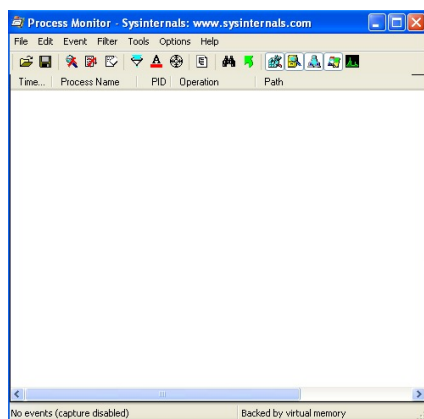 Process Monitor - Sysinternals: www.sysinternals.com
File Edit Event Filter Tools Options Help
Time... Process Name PID Operation Path
No events (capture disabled) Backed by virtual memory